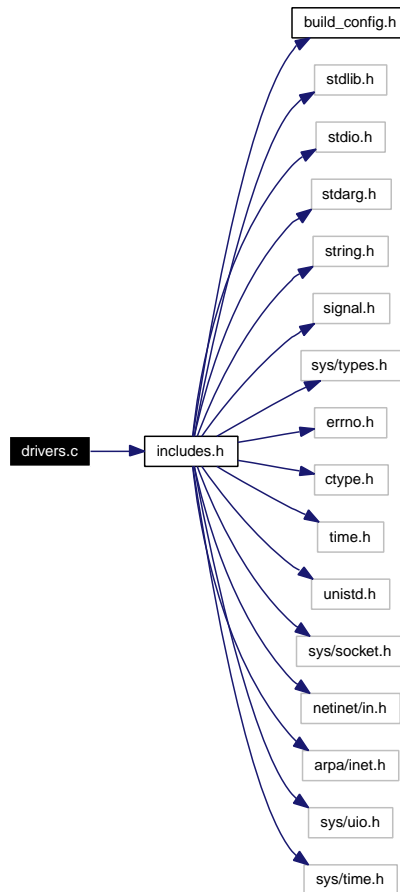 build_config.h
stdlib.h
stdio.h
stdarg.h
string.h
signal.h
sys/types.h
errno.h
drivers.c
includes.h
ctype.h
time.h
unistd.h
sys/socket.h
netinet/in.h
arpa/inet.h
sys/uio.h
sys/time.h